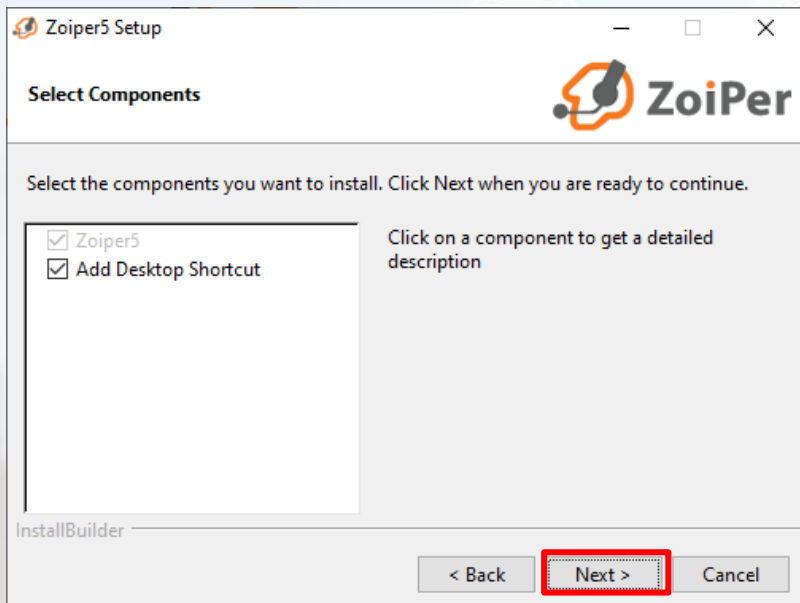 Zoiper5 Setup
Select Components
ZoiPer
Select the components you want to install. Click Next when you are ready to continue.
Zoiper5
Add Desktop Shortcut
Click on a component to get a detailed
description
InstallBuilder
< Back
Next >
Cancel